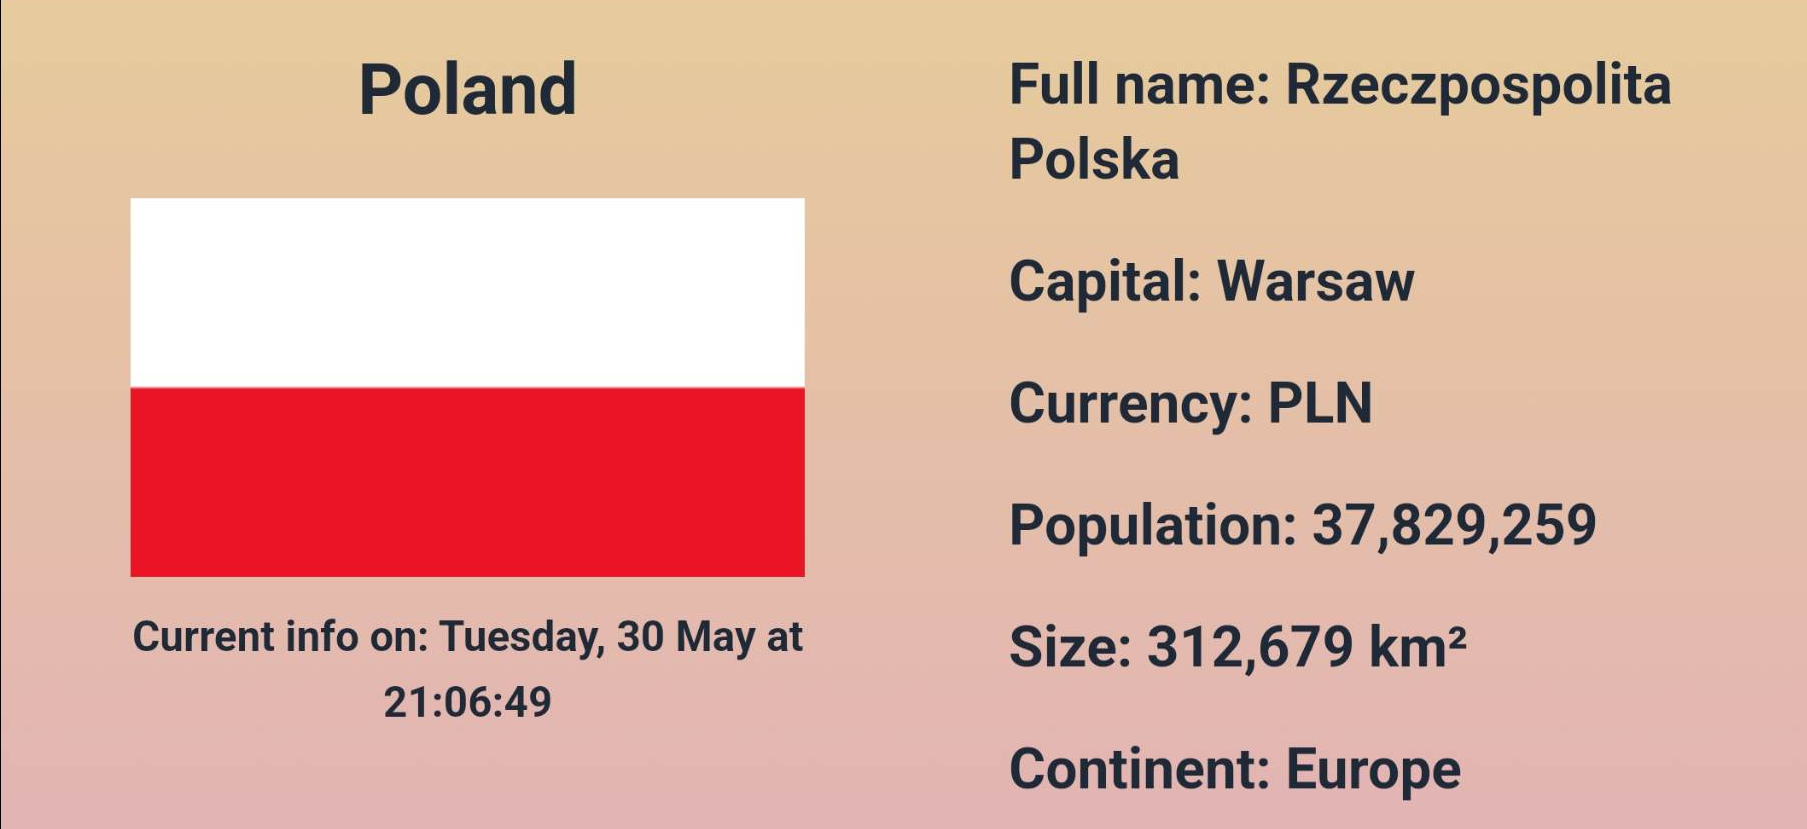 Poland
Current info on: Tuesday, 30 May at
21:06:49
Full name: Rzeczpospolita
Polska
Capital: Warsaw
Currency: PLN
Population: 37,829,259
Size: 312,679 km²
Continent: Europe